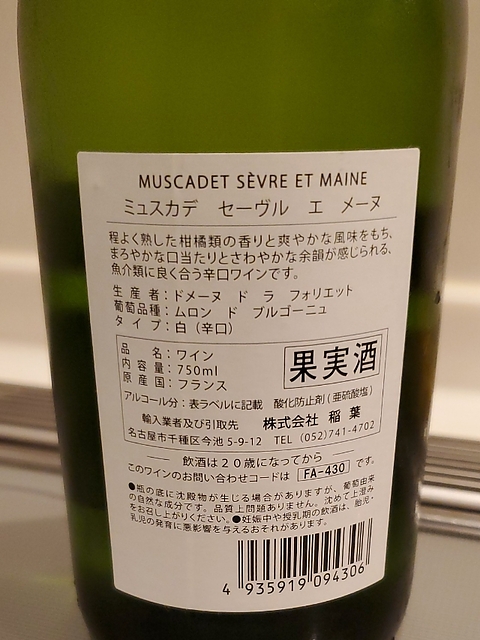 MUSCADET SÈVRE ET MAINE
ミュスカデ セーヴル エ メーヌ
程よく熟した柑橘類の香りと爽やかな風味をもち、
まろやかな口当たりとさわやかな余韻が感じられる、
魚介類に良く合う辛口ワインです。
生産者：ドメーヌ ド ラ フォリエット
葡萄品種：ムロン ド ブルゴーニュ
タイプ：白（辛口）
品名：ワイン
内容量：750ml
原産国：フランス
果実酒
アルコール分：表ラベルに記載 酸化防止剤(亜硫酸塩)
輸入業者及び引取先 株式会社 稲葉
名古屋市千種区今池 5-9-12 TEL (052)741-4702
飲酒は２０歳になってから
このワインのお問い合わせコードは FA-430 です。
●瓶の底に沈殿物が生じる場合がありますが、葡萄由来
の自然な成分です。品質上問題ありません。沈めて上澄み
をお召し上がりください。●妊娠中や授乳期の飲酒は、胎児・
乳児の発育に悪影響を与えるおそれがあります。
4 935919 094306